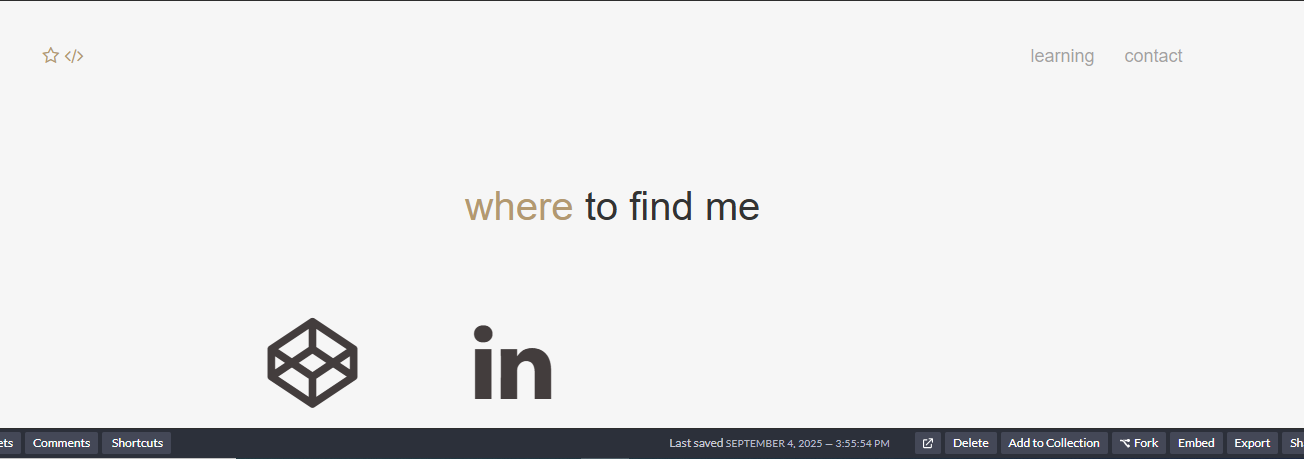 learning contact
where to find me
in
ets Comments Shortcuts Last saved SEPTEMBER 4, 2025 — 3:55:54 PM Delete Add to Collection Fork Embed Export Sh